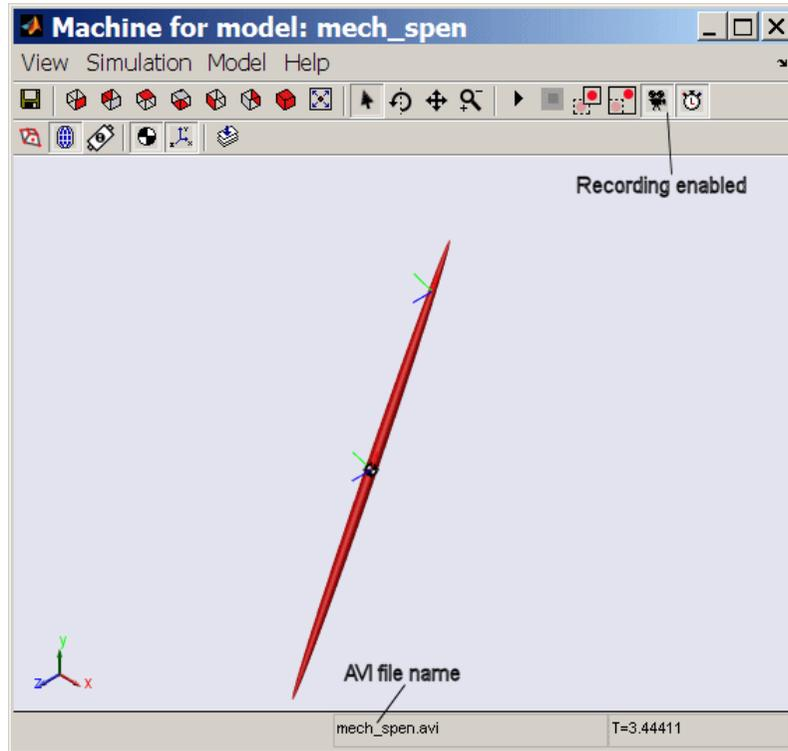 Machine for model: mech_spen
View Simulation Model Help
Recording enabled
y
z x
AVI file name
mech_spen.avi T=3.44411